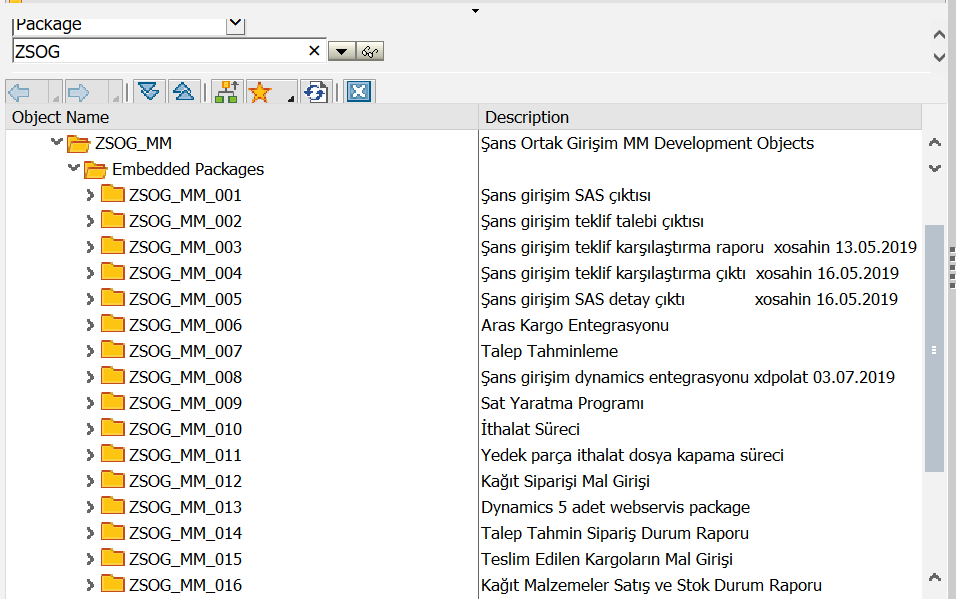 Package
ZSOG
Object Name Description
ZSOG_MM Şans Ortak Girişim MM Development Objects
Embedded Packages
ZSOG_MM_001 Şans girişim SAS çıktısı
ZSOG_MM_002 Şans girişim teklif talebi çıktısı
ZSOG_MM_003 Şans girişim teklif karşılaştırma raporu xosahin 13.05.2019
ZSOG_MM_004 Şans girişim teklif karşılaştırma çıktı xosahin 16.05.2019
ZSOG_MM_005 Şans girişim SAS detay çıktı xosahin 16.05.2019
ZSOG_MM_006 Aras Kargo Entegrasyonu
ZSOG_MM_007 Talep Tahminleme
ZSOG_MM_008 Şans girişim dynamics entegrasyonu xdpolat 03.07.2019
ZSOG_MM_009 Sat Yaratma Programı
ZSOG_MM_010 İthalat Süreci
ZSOG_MM_011 Yedek parça ithalat dosya kapama süreci
ZSOG_MM_012 Kağıt Siparişi Mal Girişi
ZSOG_MM_013 Dynamics 5 adet webservis package
ZSOG_MM_014 Talep Tahmin Sipariş Durum Raporu
ZSOG_MM_015 Teslim Edilen Kargoların Mal Girişi
ZSOG_MM_016 Kağıt Malzemeler Satış ve Stok Durum Raporu